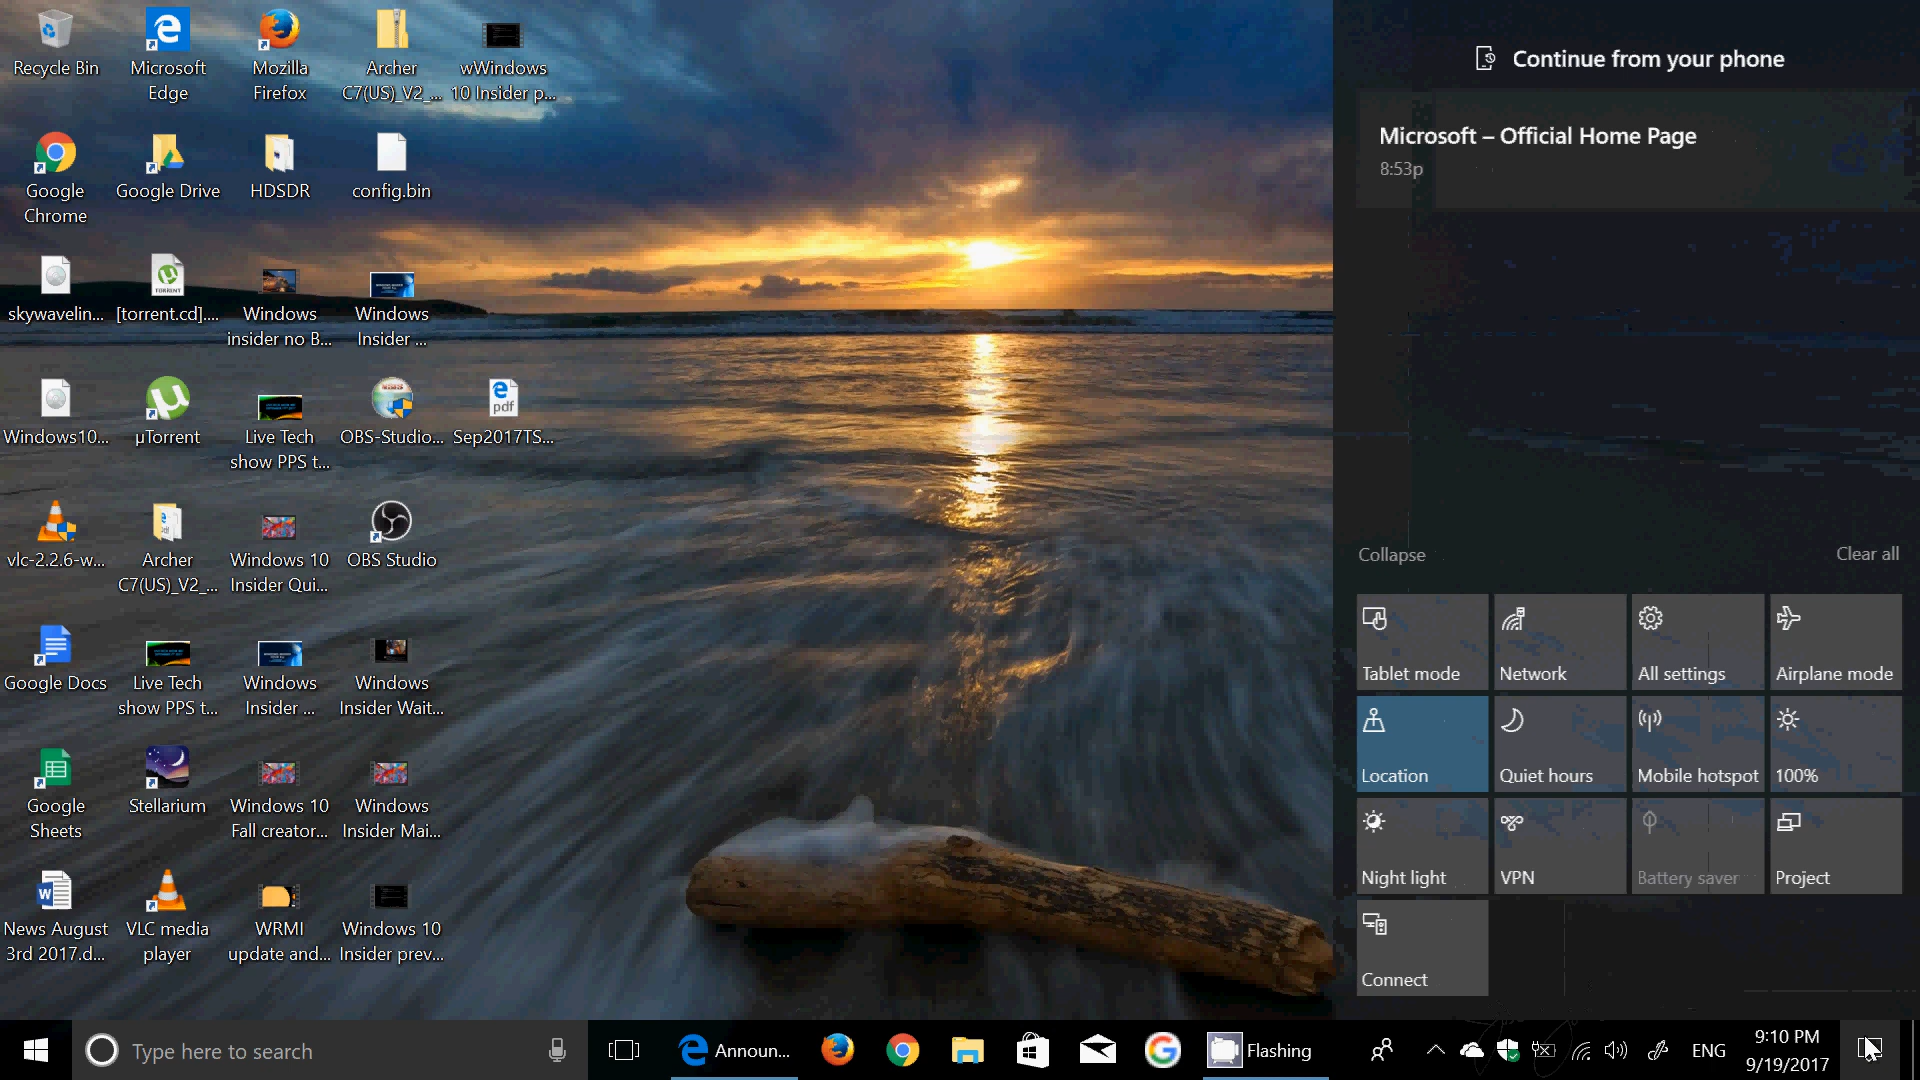 Recycle Bin
Microsoft
Edge
Mozilla
Firefox
Archer
C7(US)_V2_...
wWindows
10 Insider p...
Google
Chrome
Google Drive
HDSDR
config.bin
skywavelin...
[torrent.cd]....
TORRENT
Windows
insider no B...
Windows
Insider ...
Windows10...
µTorrent
Live Tech
show PPS t...
OBS-Studio...
pdf
Sep2017TS...
vlc-2.2.6-w...
Archer
C7(US)_V2_...
Windows 10
Insider Qui...
OBS Studio
Google Docs
Live Tech
show PPS t...
Windows
Insider ...
Windows
Insider Wait...
Google
Sheets
Stellarium
Windows 10
Fall creator...
Windows
Insider Mai...
News August
3rd 2017.d...
VLC media
player
WRMI
update and...
Windows 10
Insider prev...
Continue from your phone
Microsoft – Official Home Page
8:53p
Collapse
Clear all
Tablet mode
Network
All settings
Airplane mode
Location
Quiet hours
Mobile hotspot
100%
Night light
VPN
Battery saver
Project
Connect
Type here to search
Announ...
Flashing
ENG
9:10 PM
9/19/2017